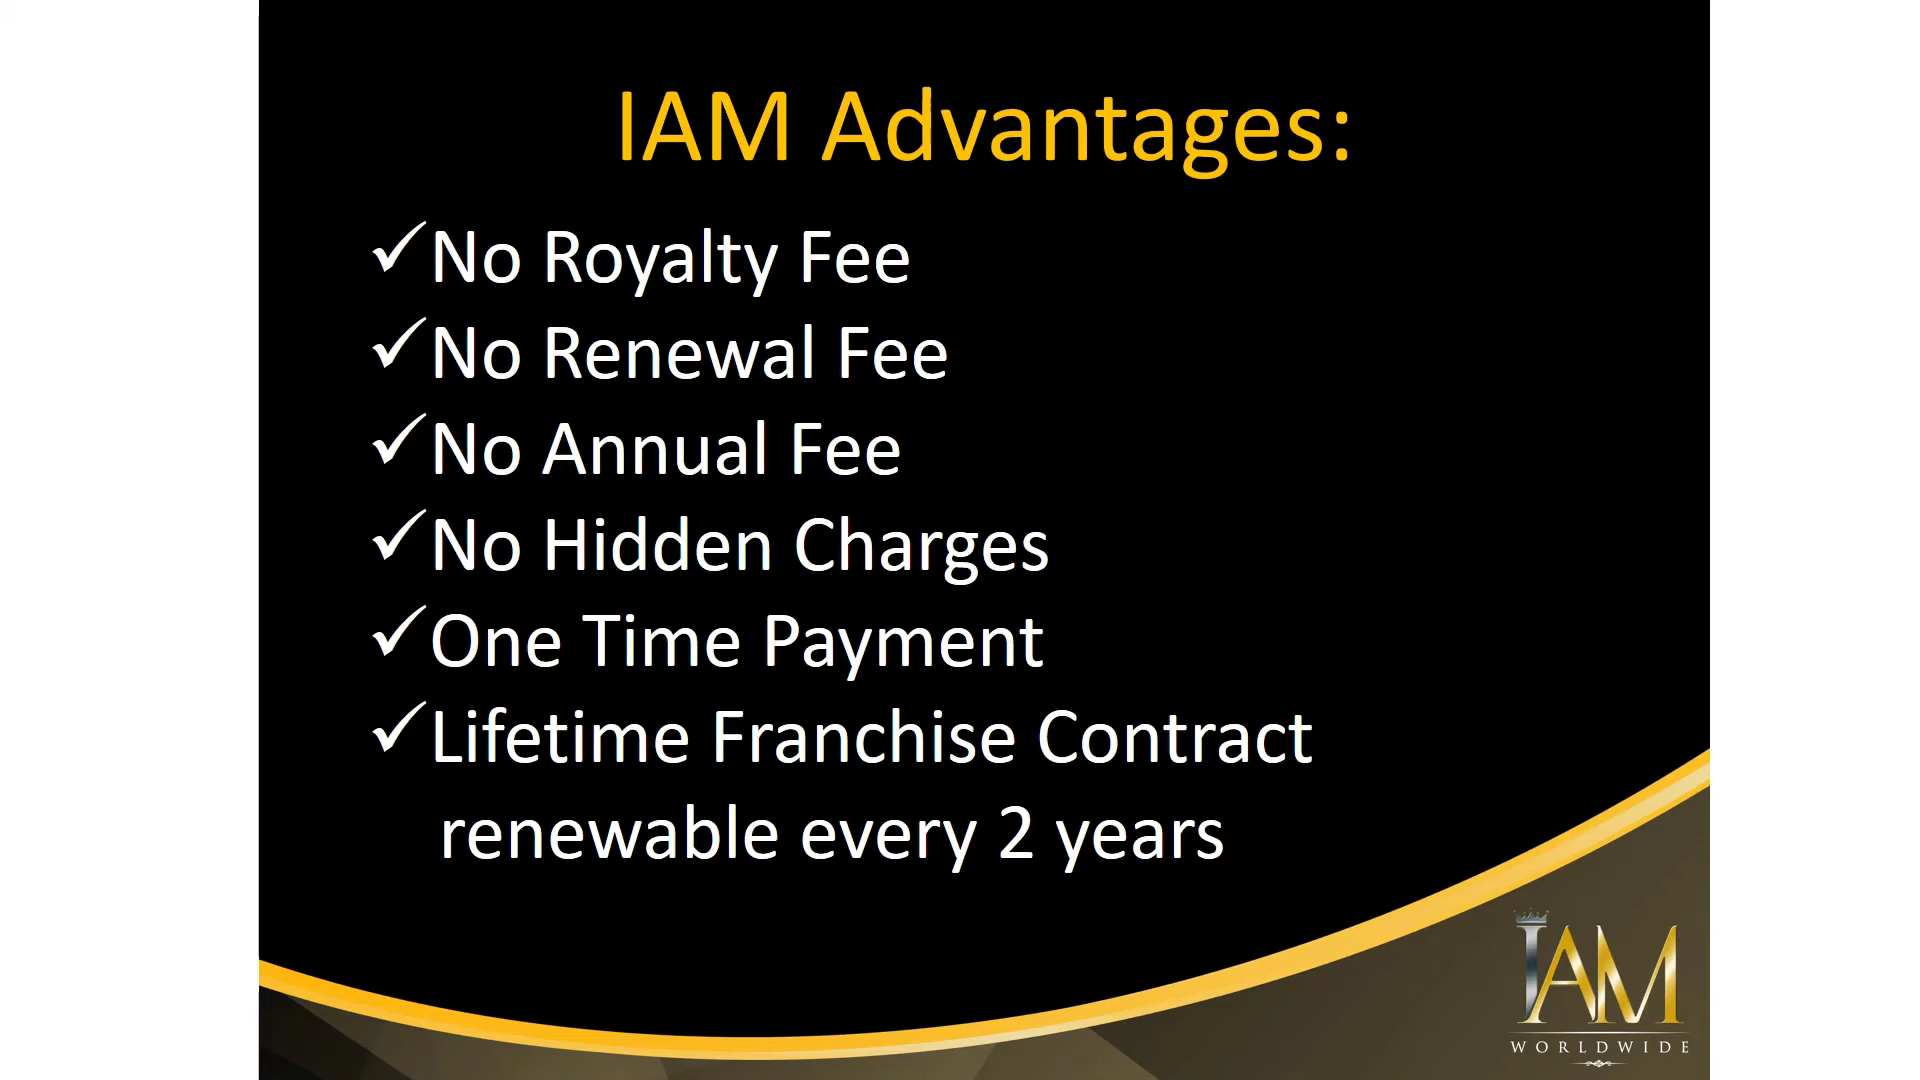 IAM Advantages:
✓No Royalty Fee
✓No Renewal Fee
✓No Annual Fee
✓No Hidden Charges
✓One Time Payment
✓Lifetime Franchise Contract
renewable every 2 years
IAM
WORLDWIDE